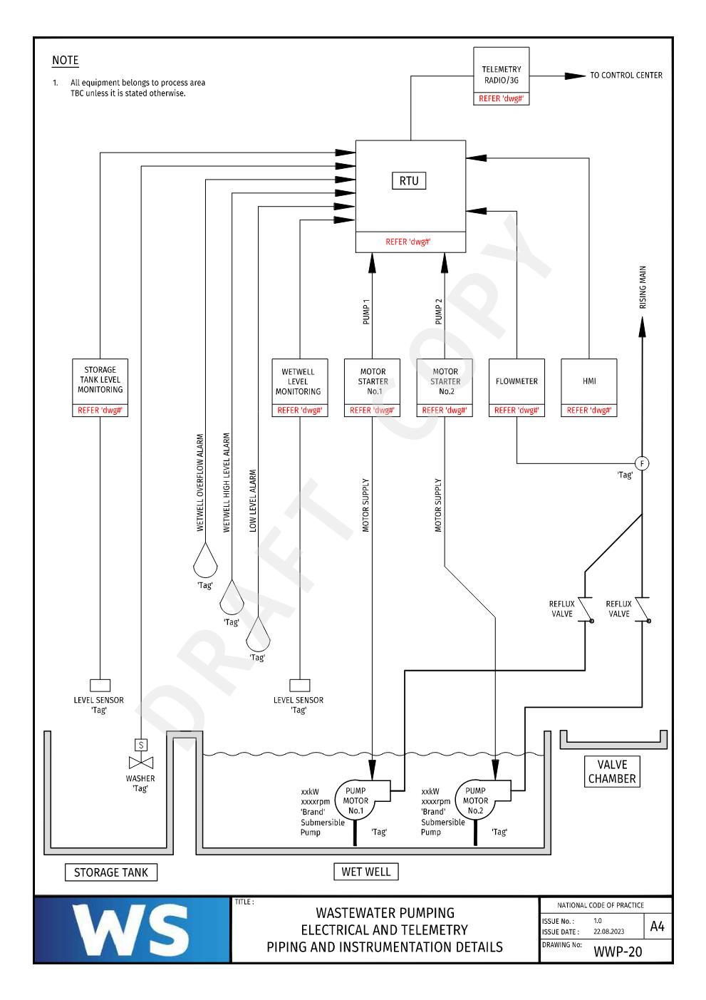 NOTE
1. All equipment belongs to process area
TBC unless it is stated otherwise.
TELEMETRY
RADIO/3G
REFER 'dwg#'
TO CONTROL CENTER
RTU
REFER 'dwg#'
PUMP 1
PUMP 2
RISING MAIN
STORAGE
TANK LEVEL
MONITORING
REFER 'dwg#'
WETWELL
LEVEL
MONITORING
REFER 'dwg#'
MOTOR
STARTER
No.1
REFER 'dwg#'
MOTOR
STARTER
No.2
REFER 'dwg#'
FLOWMETER
REFER 'dwg#'
HMI
REFER 'dwg#'
WETWELL OVERFLOW ALARM
WETWELL HIGH LEVEL ALARM
LOW LEVEL ALARM
MOTOR SUPPLY
MOTOR SUPPLY
F
'Tag'
'Tag'
'Tag'
'Tag'
REFLUX
VALVE
REFLUX
VALVE
LEVEL SENSOR
'Tag'
LEVEL SENSOR
'Tag'
S
WASHER
'Tag'
xxkW
xxxxrpm
'Brand'
Submersible
Pump
PUMP
MOTOR
No.1
'Tag'
xxkW
xxxxrpm
'Brand'
Submersible
Pump
PUMP
MOTOR
No.2
'Tag'
VALVE
CHAMBER
STORAGE TANK
WET WELL
DRAFT COPY
WS
TITLE :
WASTEWATER PUMPING
ELECTRICAL AND TELEMETRY
PIPING AND INSTRUMENTATION DETAILS
NATIONAL CODE OF PRACTICE
ISSUE No. : 1.0
ISSUE DATE : 22.08.2023
A4
DRAWING No: WWP-20